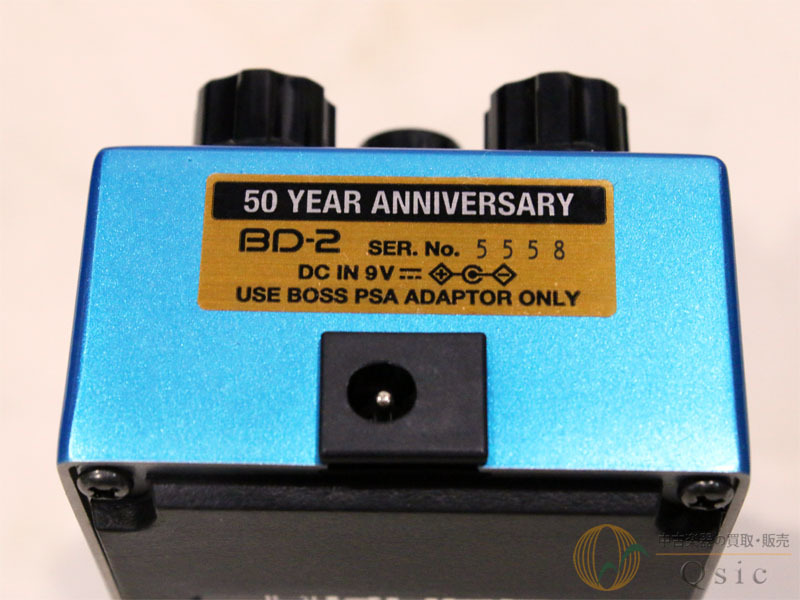 50 YEAR ANNIVERSARY
BD-2 SER. No. 5558
DC IN 9V
USE BOSS PSA ADAPTOR ONLY
中古楽器の買取・販売
Qsic